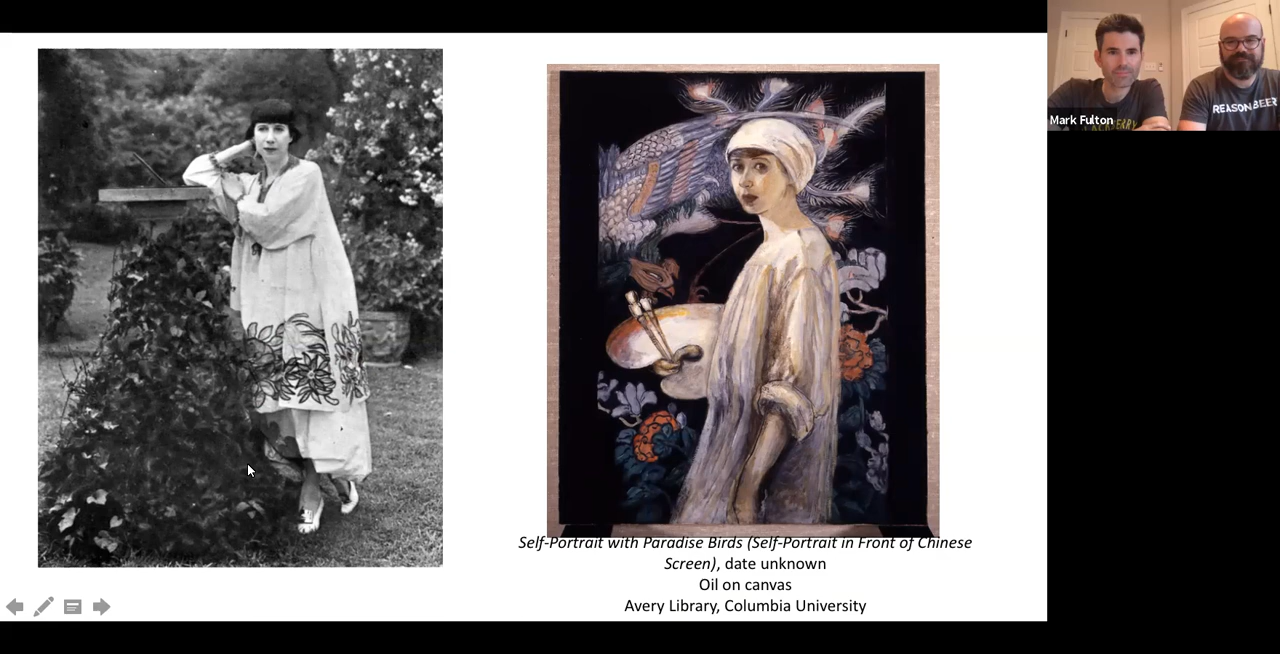 Mark Fulton
REASON BEER
Self-Portrait with Paradise Birds (Self-Portrait in Front of Chinese
Screen), date unknown
Oil on canvas
Avery Library, Columbia University